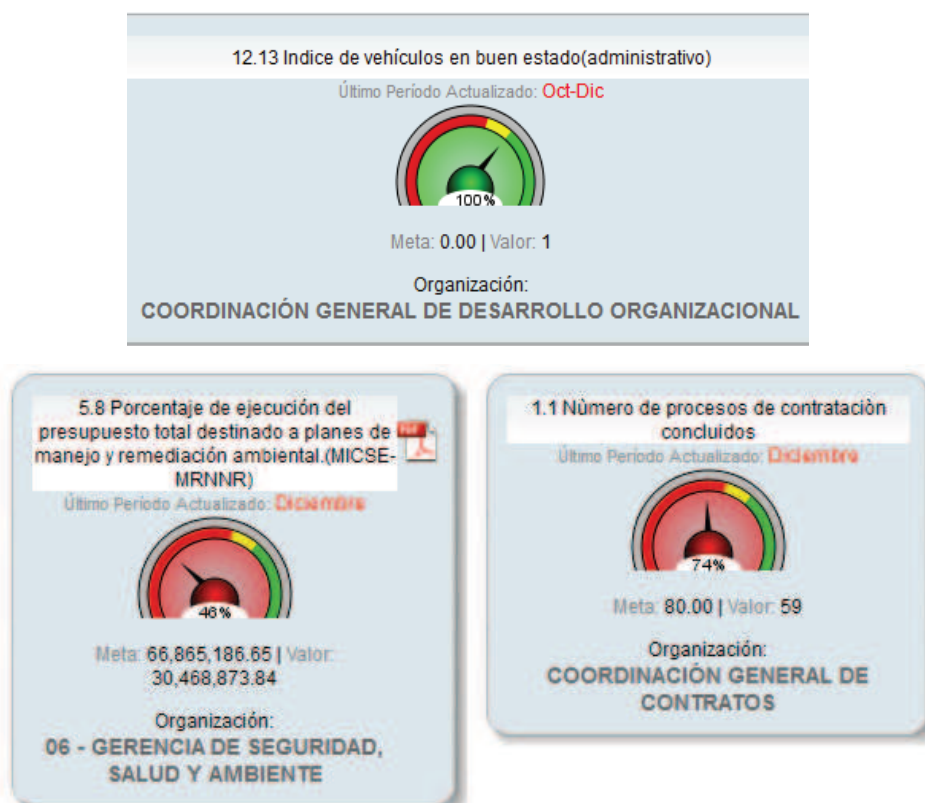 12.13 Indice de vehículos en buen estado(administrativo)
Último Período Actualizado: Oct-Dic
100%
Meta: 0.00 | Valor: 1
Organización:
COORDINACIÓN GENERAL DE DESARROLLO ORGANIZACIONAL
5.8 Porcentaje de ejecución del
presupuesto total destinado a planes de
manejo y remediación ambiental.(MICSE-
MRNNR)
Último Período Actualizado: Diciembre
46%
Meta: 66,865,186.65 | Valor:
30,468,873.84
Organización:
06 - GERENCIA DE SEGURIDAD,
SALUD Y AMBIENTE
1.1 Nùmero de procesos de contrataciòn
concluidos
Último Período Actualizado: Diciembre
74%
Meta: 80.00 | Valor: 59
Organización:
COORDINACIÓN GENERAL DE
CONTRATOS